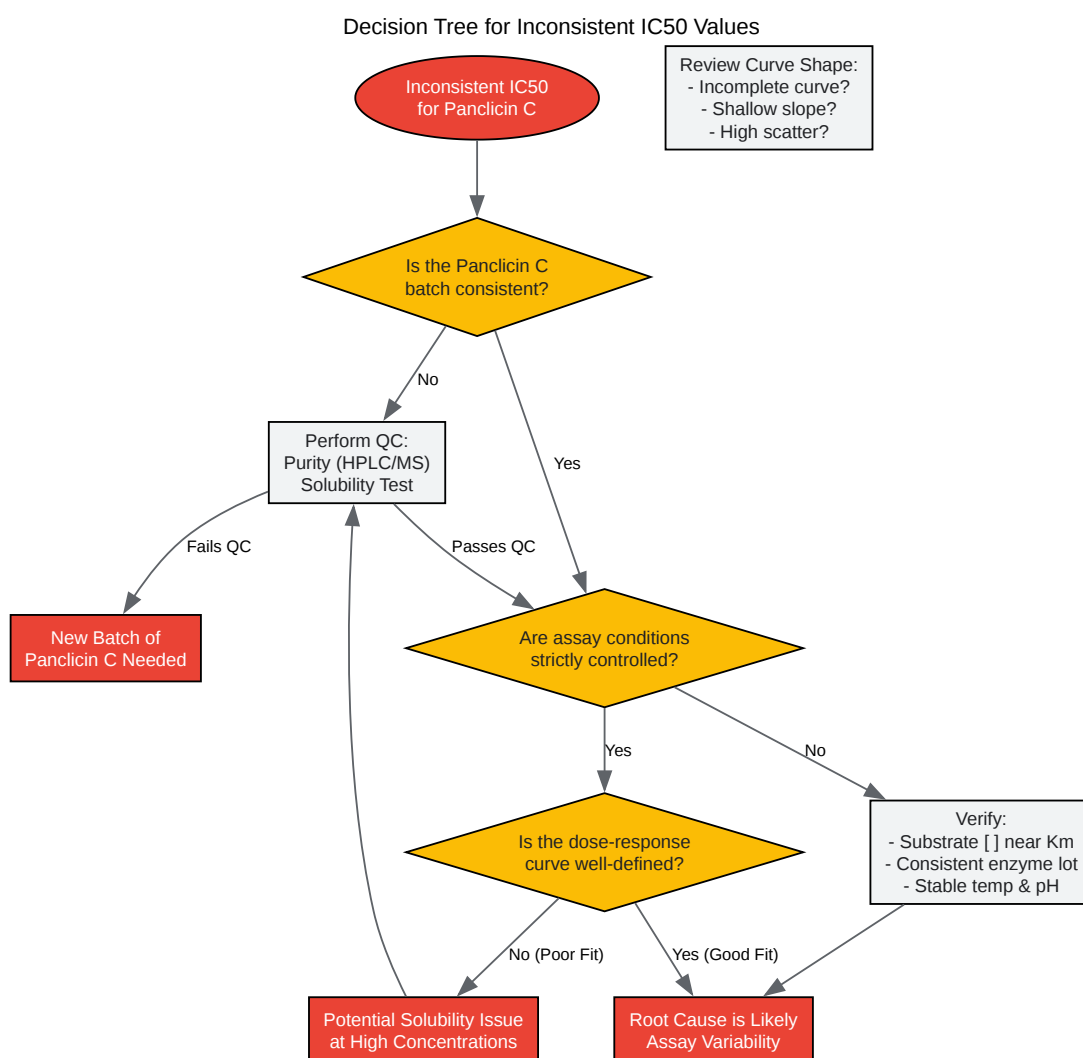 Decision Tree for Inconsistent IC50 Values
Inconsistent IC50
for Panclicin C
Review Curve Shape:
- Incomplete curve?
- Shallow slope?
- High scatter?
Is the Panclicin C
batch consistent?
No
Yes
Perform QC:
Purity (HPLC/MS)
Solubility Test
Fails QC
Passes QC
New Batch of
Panclicin C Needed
Are assay conditions
strictly controlled?
Yes
No
Is the dose-response
curve well-defined?
Verify:
- Substrate [ ] near Km
- Consistent enzyme lot
- Stable temp & pH
No (Poor Fit)
Yes (Good Fit)
Potential Solubility Issue
at High Concentrations
Root Cause is Likely
Assay Variability